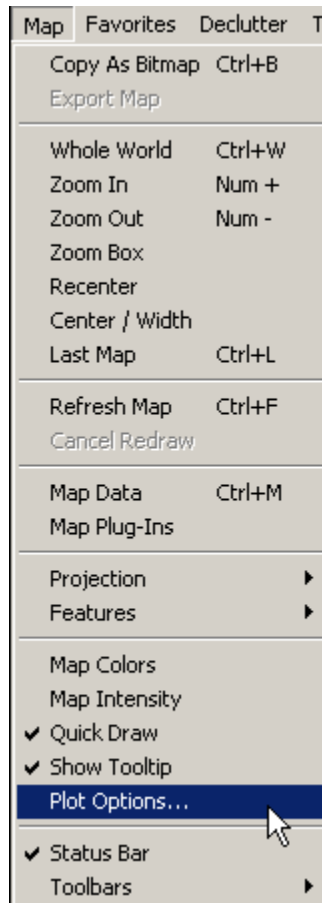 Map Favorites Declutter T
Copy As Bitmap Ctrl+B
Export Map
Whole World Ctrl+W
Zoom In Num +
Zoom Out Num -
Zoom Box
Recenter
Center / Width
Last Map Ctrl+L
Refresh Map Ctrl+F
Cancel Redraw
Map Data Ctrl+M
Map Plug-Ins
Projection
Features
Map Colors
Map Intensity
Quick Draw
Show Tooltip
Plot Options...
Status Bar
Toolbars